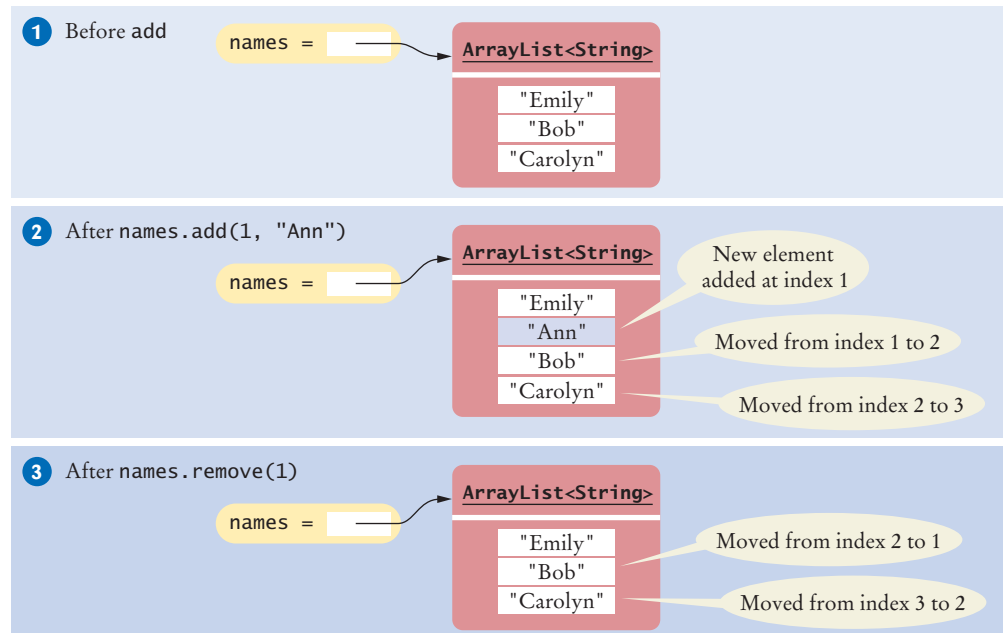 1 Before add
names =
ArrayList<String>
"Emily"
"Bob"
"Carolyn"
2 After names.add(1, "Ann")
names =
ArrayList<String>
"Emily"
"Ann"
"Bob"
"Carolyn"
New element
added at index 1
Moved from index 1 to 2
Moved from index 2 to 3
3 After names.remove(1)
names =
ArrayList<String>
"Emily"
"Bob"
"Carolyn"
Moved from index 2 to 1
Moved from index 3 to 2